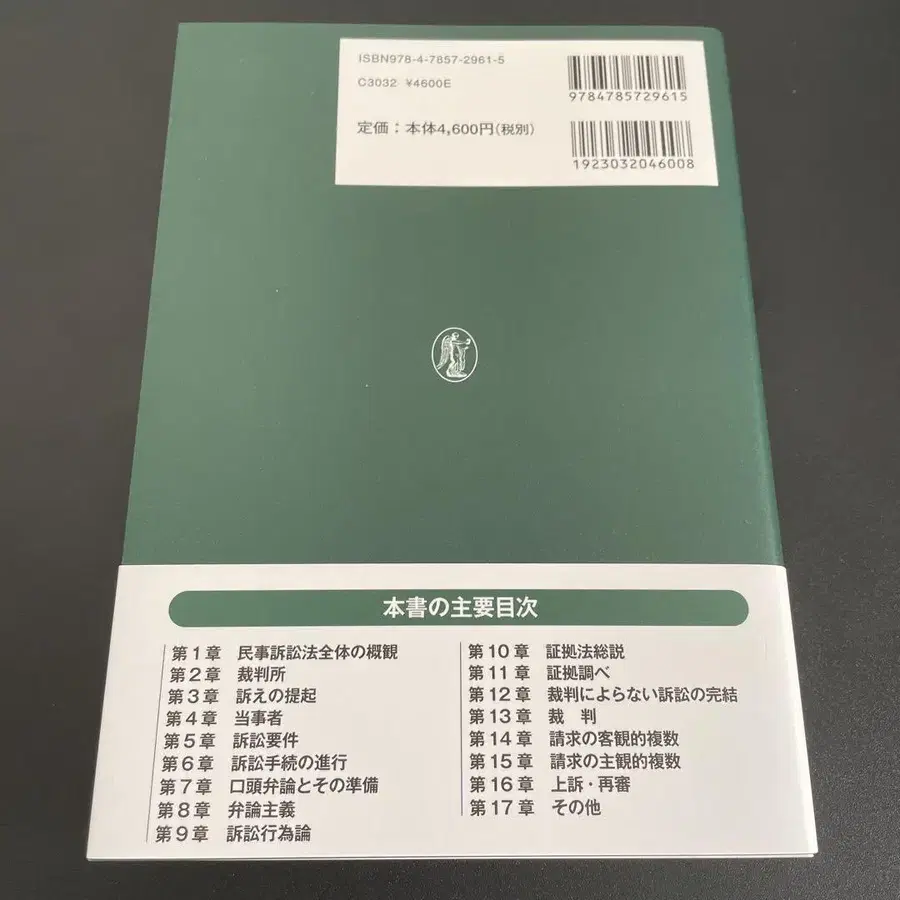 ISBN978-4-7857-2961-5
C3032 ¥4600E
定価：本体4,600円(税別)
9784785729615
1923032046008
本書の主要目次
第1章 民事訴訟法全体の概観
第2章 裁判所
第3章 訴えの提起
第4章 当事者
第5章 訴訟要件
第6章 訴訟手続の進行
第7章 口頭弁論とその準備
第8章 弁論主義
第9章 訴訟行為論
第10章 証拠法総説
第11章 証拠調べ
第12章 裁判によらない訴訟の完結
第13章 裁　判
第14章 請求の客観的複数
第15章 請求の主観的複数
第16章 上訴・再審
第17章 その他